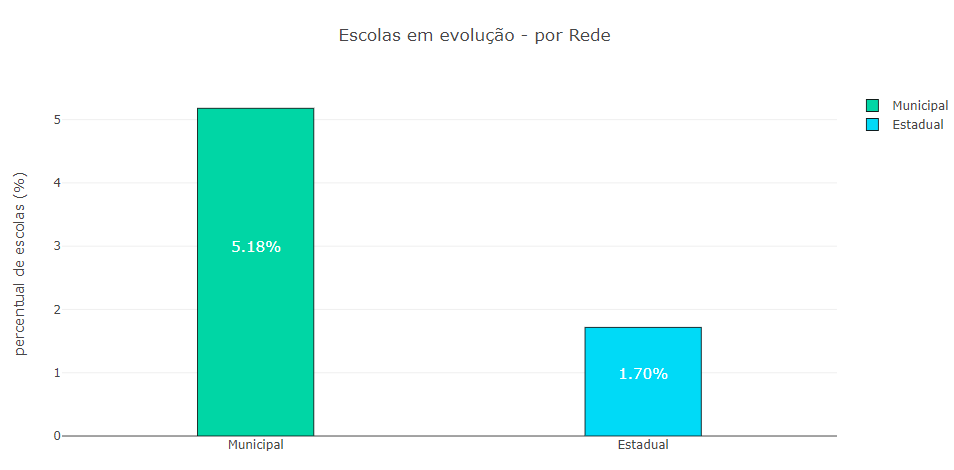 Escolas em evolução - por Rede
Municipal
Estadual
percentual de escolas (%)
5
4
3
2
1
0
5.18%
1.70%
Municipal
Estadual